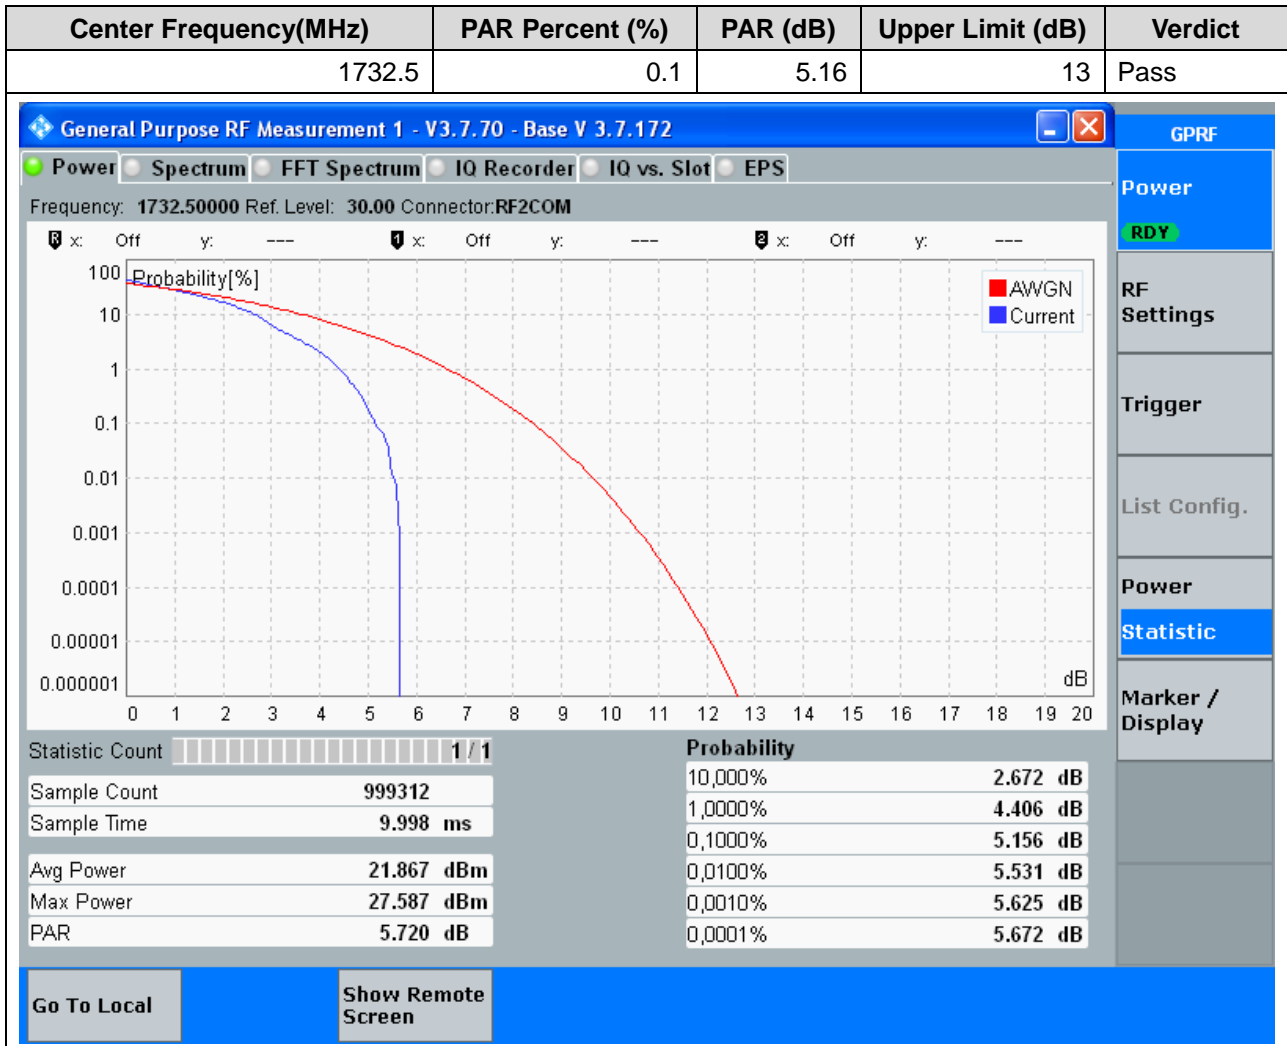 Center Frequency(MHz) PAR Percent (%) PAR (dB) Upper Limit (dB) Verdict
1732.5 0.1 5.16 13 Pass
General Purpose RF Measurement 1 - V3.7.70 - Base V 3.7.172
GPRF
Power Spectrum FFT Spectrum IQ Recorder IQ vs. Slot EPS
Power
RDY
Frequency: 1732.50000 Ref. Level: 30.00 Connector:RF2COM
R x: Off y: --- 1 x: Off y: --- 2 x: Off y: ---
Probability[%]
AWGN
Current
100
10
1
0.1
0.01
0.001
0.0001
0.00001
0.000001
dB
0 1 2 3 4 5 6 7 8 9 10 11 12 13 14 15 16 17 18 19 20
RF
Settings
Trigger
List Config.
Power
Statistic
Marker /
Display
Statistic Count 1 / 1
Sample Count 999312
Sample Time 9.998 ms
Avg Power 21.867 dBm
Max Power 27.587 dBm
PAR 5.720 dB
Probability
10,000% 2.672 dB
1,0000% 4.406 dB
0,1000% 5.156 dB
0,0100% 5.531 dB
0,0010% 5.625 dB
0,0001% 5.672 dB
Go To Local
Show Remote
Screen